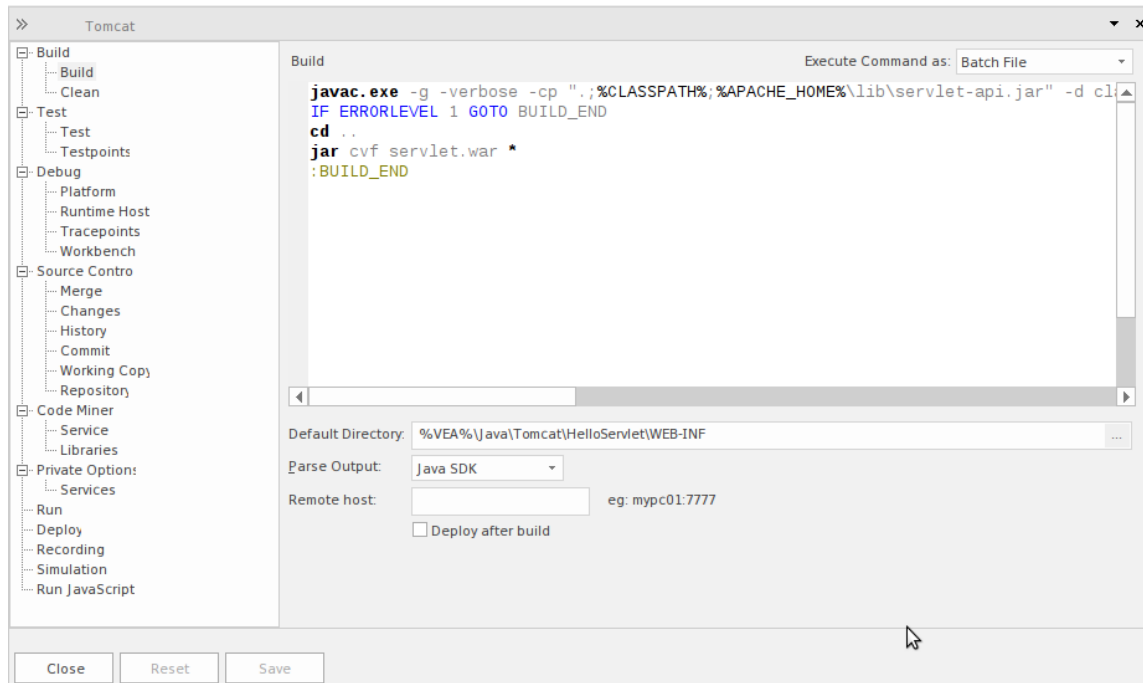 Tomcat
Build
Build
Clean
Test
Test
Testpoints
Debug
Platform
Runtime Host
Tracepoints
Workbench
Source Contro
Merge
Changes
History
Commit
Working Copy
Repository
Code Miner
Service
Libraries
Private Options
Services
Run
Deploy
Recording
Simulation
Run JavaScript
Build
Execute Command as: Batch File
javac.exe -g -verbose -cp ".;%CLASSPATH%;%APACHE_HOME%\lib\servlet-api.jar" -d cla
IF ERRORLEVEL 1 GOTO BUILD_END
cd ..
jar cvf servlet.war *
:BUILD_END
Default Directory: %VEA%\Java\Tomcat\HelloServlet\WEB-INF ...
Parse Output: Java SDK
Remote host: eg: mypc01:7777
Deploy after build
Close Reset Save